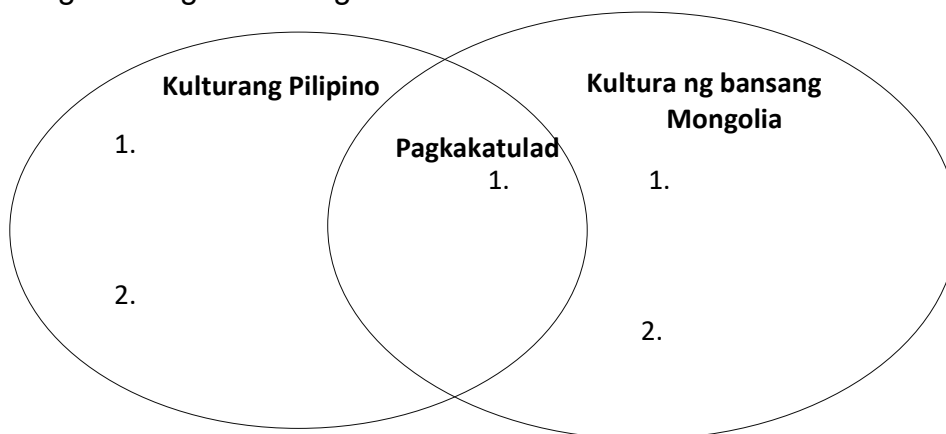 Kulturang Pilipino
1.
2.
Pagkakatulad
1.
Kultura ng bansang
Mongolia
1.
2.